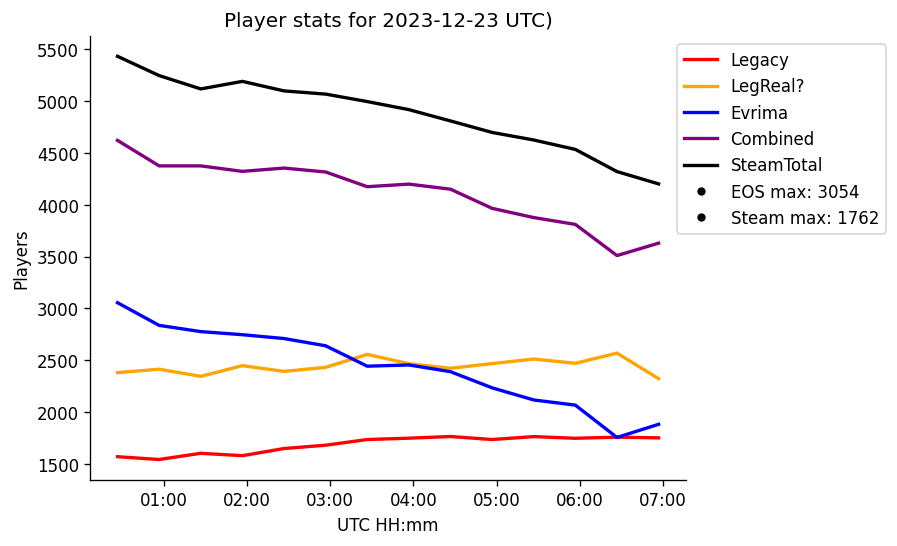 Player stats for 2023-12-23 UTC)
Players
5500
5000
4500
4000
3500
3000
2500
2000
1500
01:00 02:00 03:00 04:00 05:00 06:00 07:00
UTC HH:mm
Legacy
LegReal?
Evrima
Combined
SteamTotal
EOS max: 3054
Steam max: 1762